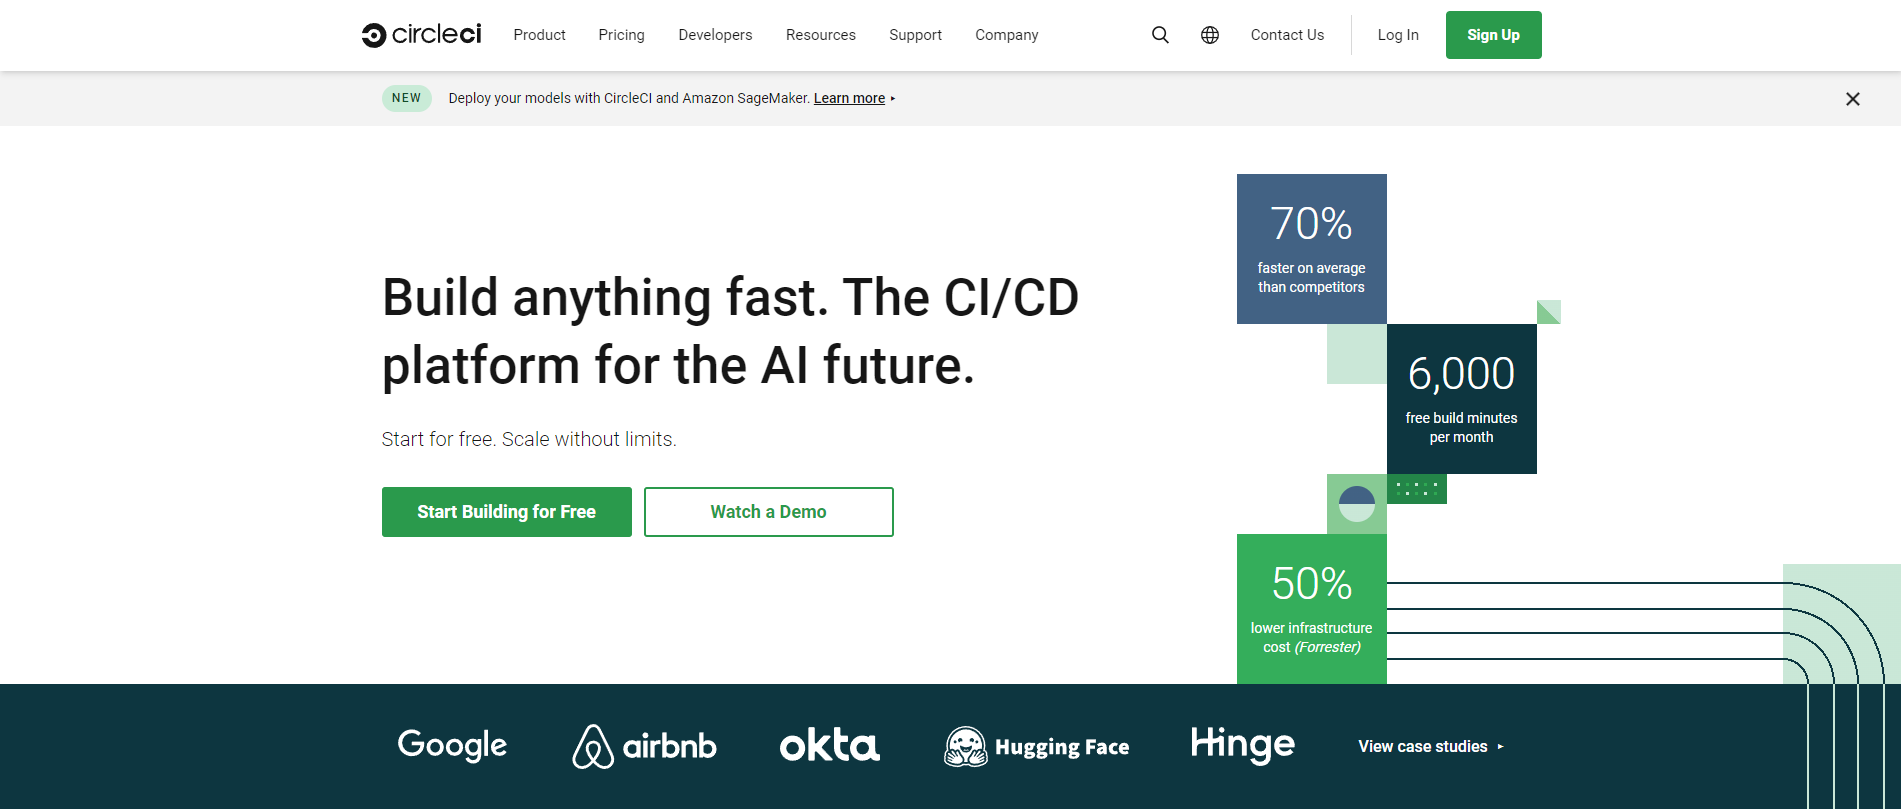 circleci Product Pricing Developers Resources Support Company Contact Us Log In Sign Up
NEW Deploy your models with CircleCI and Amazon SageMaker. Learn more ▸
Build anything fast. The CI/CD
platform for the AI future.
Start for free. Scale without limits.
Start Building for Free Watch a Demo
70%
faster on average
than competitors
6,000
free build minutes
per month
50%
lower infrastructure
cost (Forrester)
Google airbnb okta Hugging Face Hinge View case studies ▸